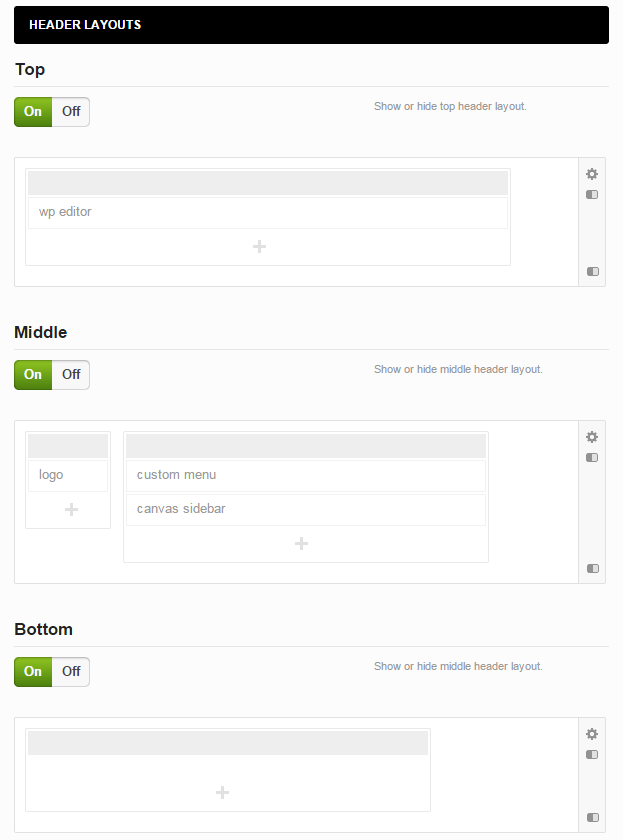 HEADER LAYOUTS
Top
On Off Show or hide top header layout.
wp editor
Middle
On Off Show or hide middle header layout.
logo custom menu
canvas sidebar
Bottom
On Off Show or hide middle header layout.